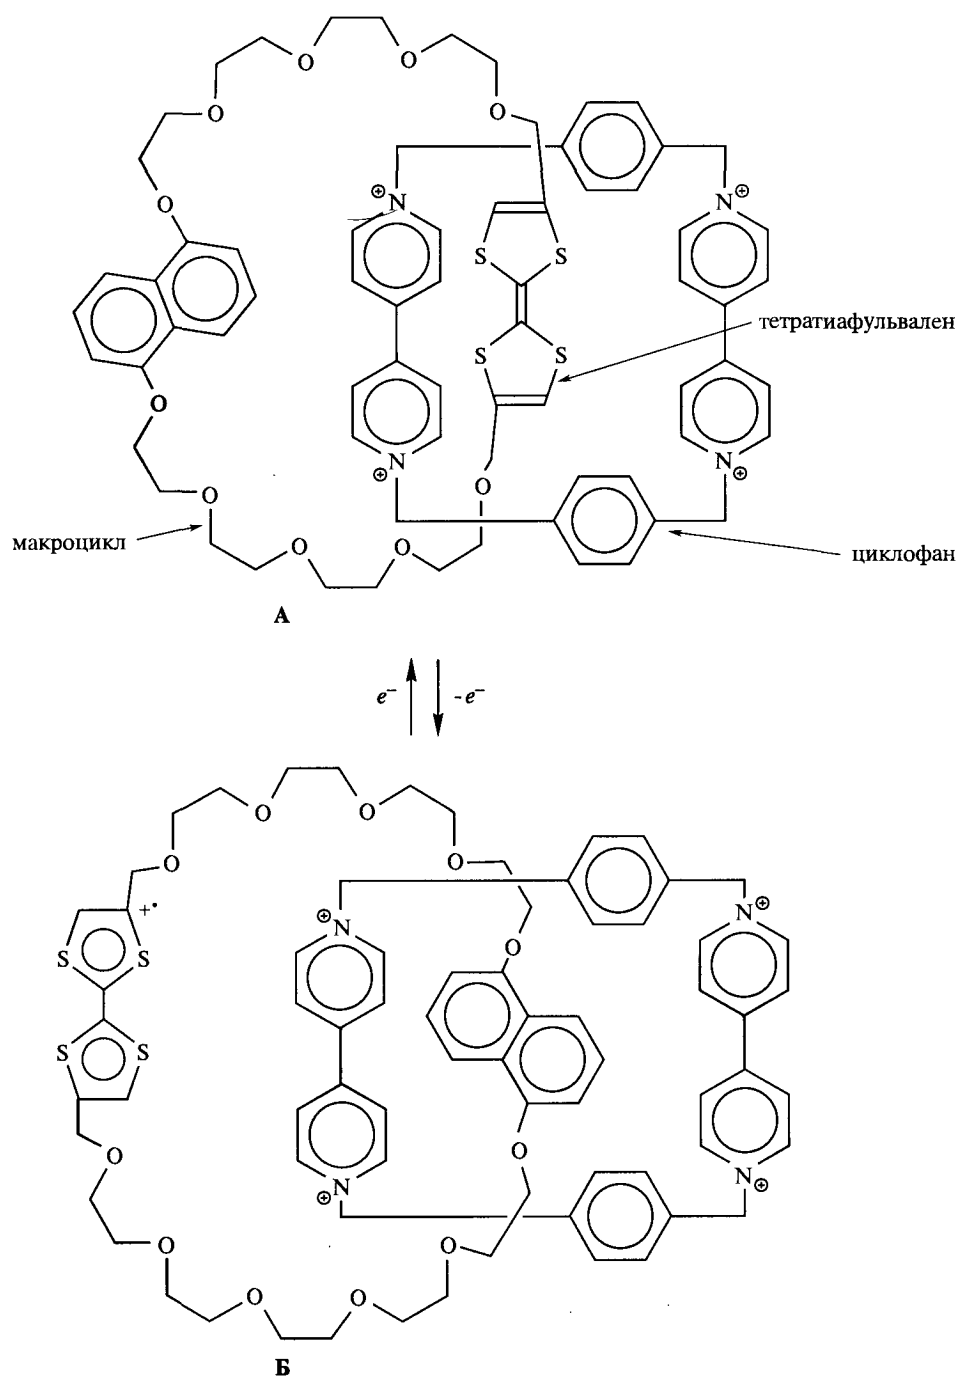 O O
O O
O
⊕ N N ⊕
S S
тетратиафульвален
S S
O
O
N ⊕ N ⊕
O
O
макроцикл
O O
циклофан
А
e⁻ - e⁻
O O
O O
+•
⊕ N N ⊕
O
S S
S S
O
O
⊕ N N ⊕
O O
O O
Б